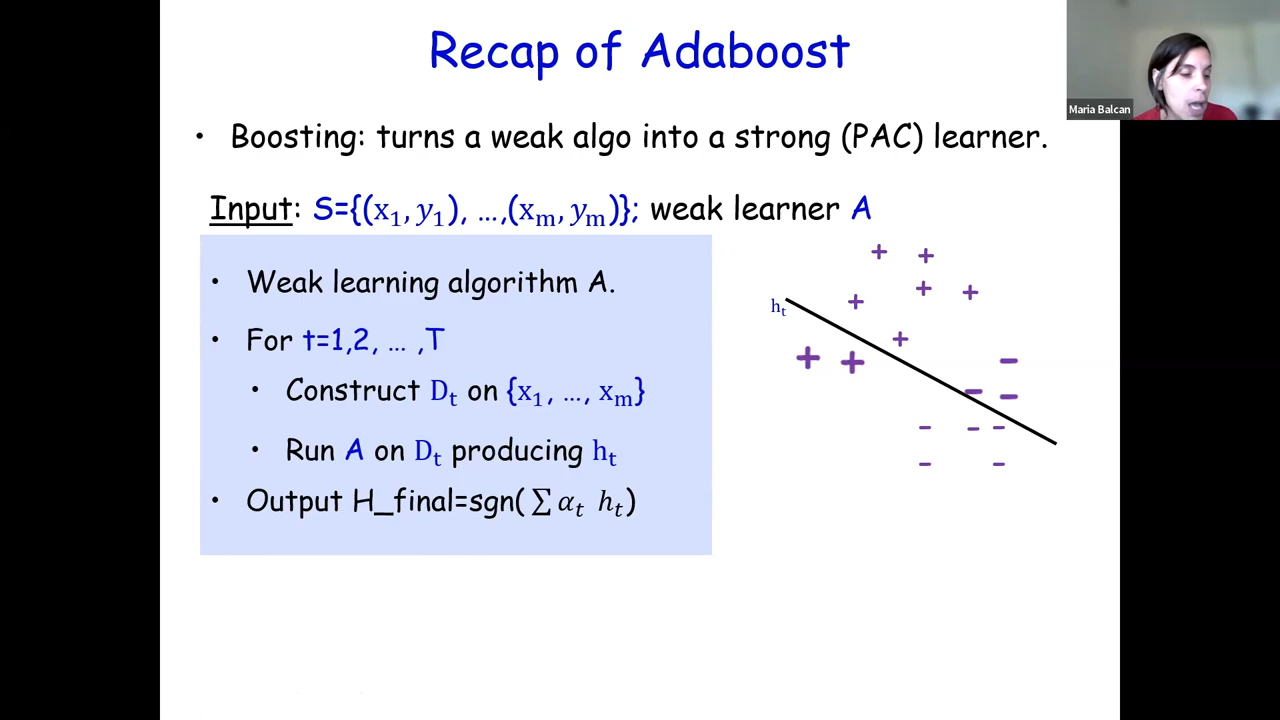 Recap of Adaboost
Maria Balcan
• Boosting: turns a weak algo into a strong (PAC) learner.
Input: S={(x₁, y₁), …,(xₘ, yₘ)}; weak learner A
• Weak learning algorithm A.
• For t=1,2, … ,T
• Construct Dₜ on {x₁, …, xₘ}
• Run A on Dₜ producing hₜ
• Output H_final=sgn( ∑ αₜ hₜ)
hₜ
+ +
+ +
+
+
+ +
−
− −
− − −
− −